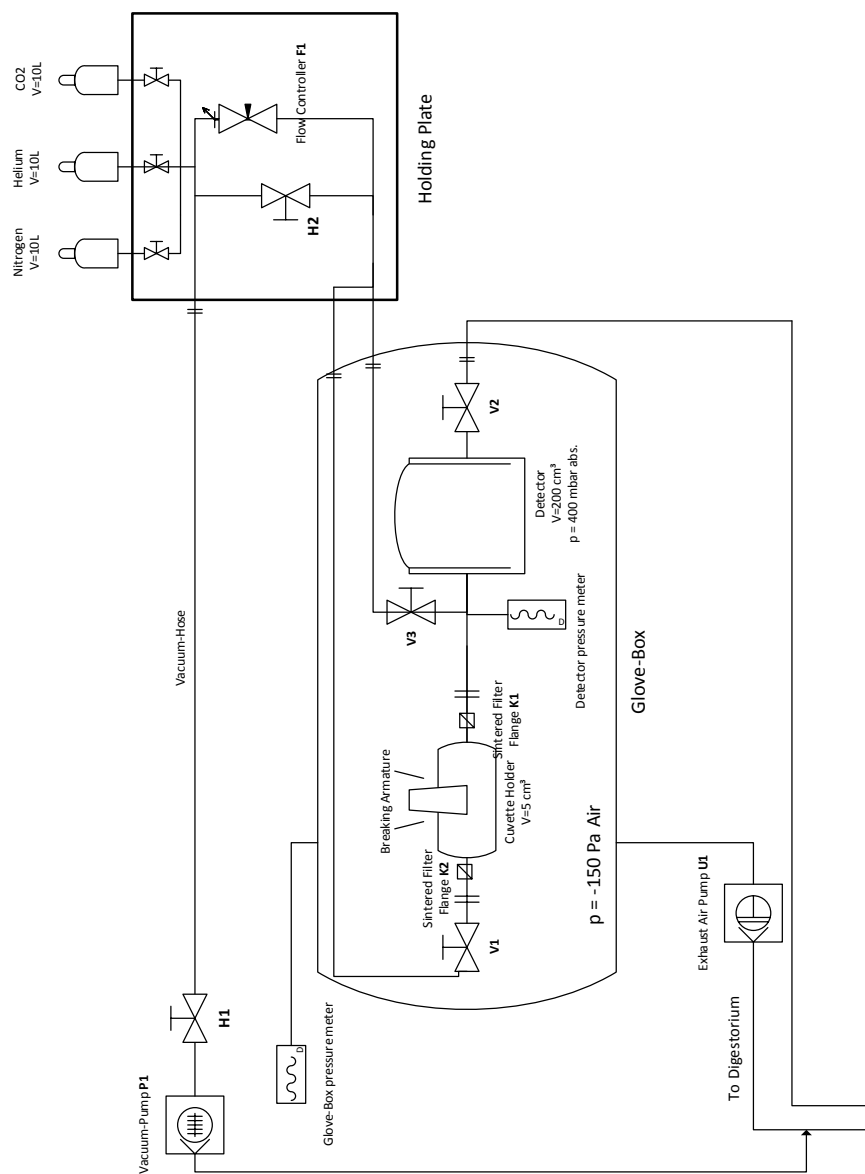 Vacuum-Pump P1
H1
Vacuum-Hose
Nitrogen
V=10L
Helium
V=10L
CO2
V=10L
H2
Flow Controller F1
Holding Plate
Glove-Box pressure meter
D
V1
Sintered Filter
Flange K2
Breaking Armature
Cuvette Holder
V=5 cm³
Sintered Filter
Flange K1
V3
Detector pressure meter
D
Detector
V=200 cm³
p = 400 mbar abs.
V2
p = -150 Pa Air
Glove-Box
Exhaust Air Pump U1
To Digestorium